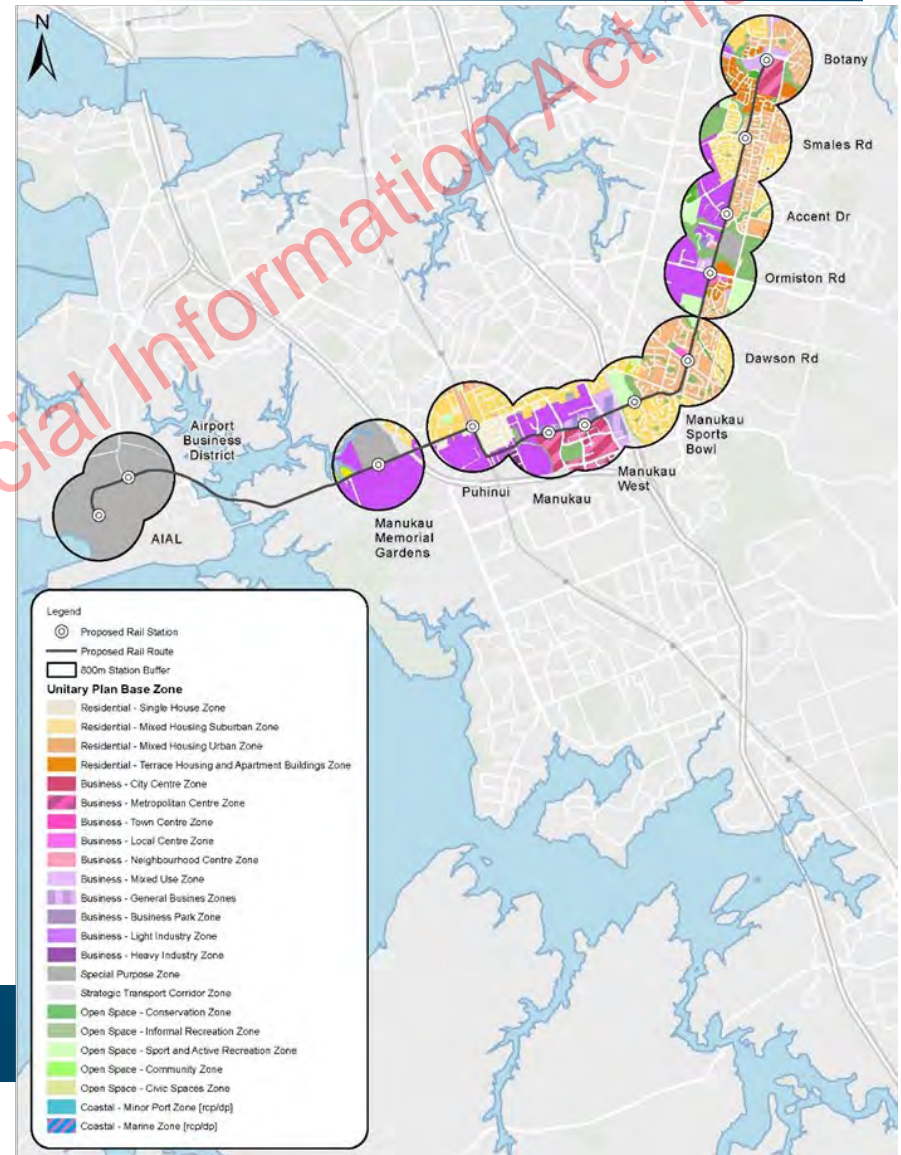 N
Botany
Smales Rd
Accent Dr
Ormiston Rd
Dawson Rd
Manukau
Sports
Bowl
Manukau
West
Manukau
Puhinui
Manukau
Memorial
Gardens
Airport
Business
District
AIAL
cial Information Act
Legend
Proposed Rail Station
Proposed Rail Route
800m Station Buffer
Unitary Plan Base Zone
Residential - Single House Zone
Residential - Mixed Housing Suburban Zone
Residential - Mixed Housing Urban Zone
Residential - Terrace Housing and Apartment Buildings Zone
Business - City Centre Zone
Business - Metropolitan Centre Zone
Business - Town Centre Zone
Business - Local Centre Zone
Business - Neighbourhood Centre Zone
Business - Mixed Use Zone
Business - General Busines Zones
Business - Business Park Zone
Business - Light Industry Zone
Business - Heavy Industry Zone
Special Purpose Zone
Strategic Transport Corridor Zone
Open Space - Conservation Zone
Open Space - Informal Recreation Zone
Open Space - Sport and Active Recreation Zone
Open Space - Community Zone
Open Space - Civic Spaces Zone
Coastal - Minor Port Zone [rcp/dp]
Coastal - Marine Zone [rcp/dp]